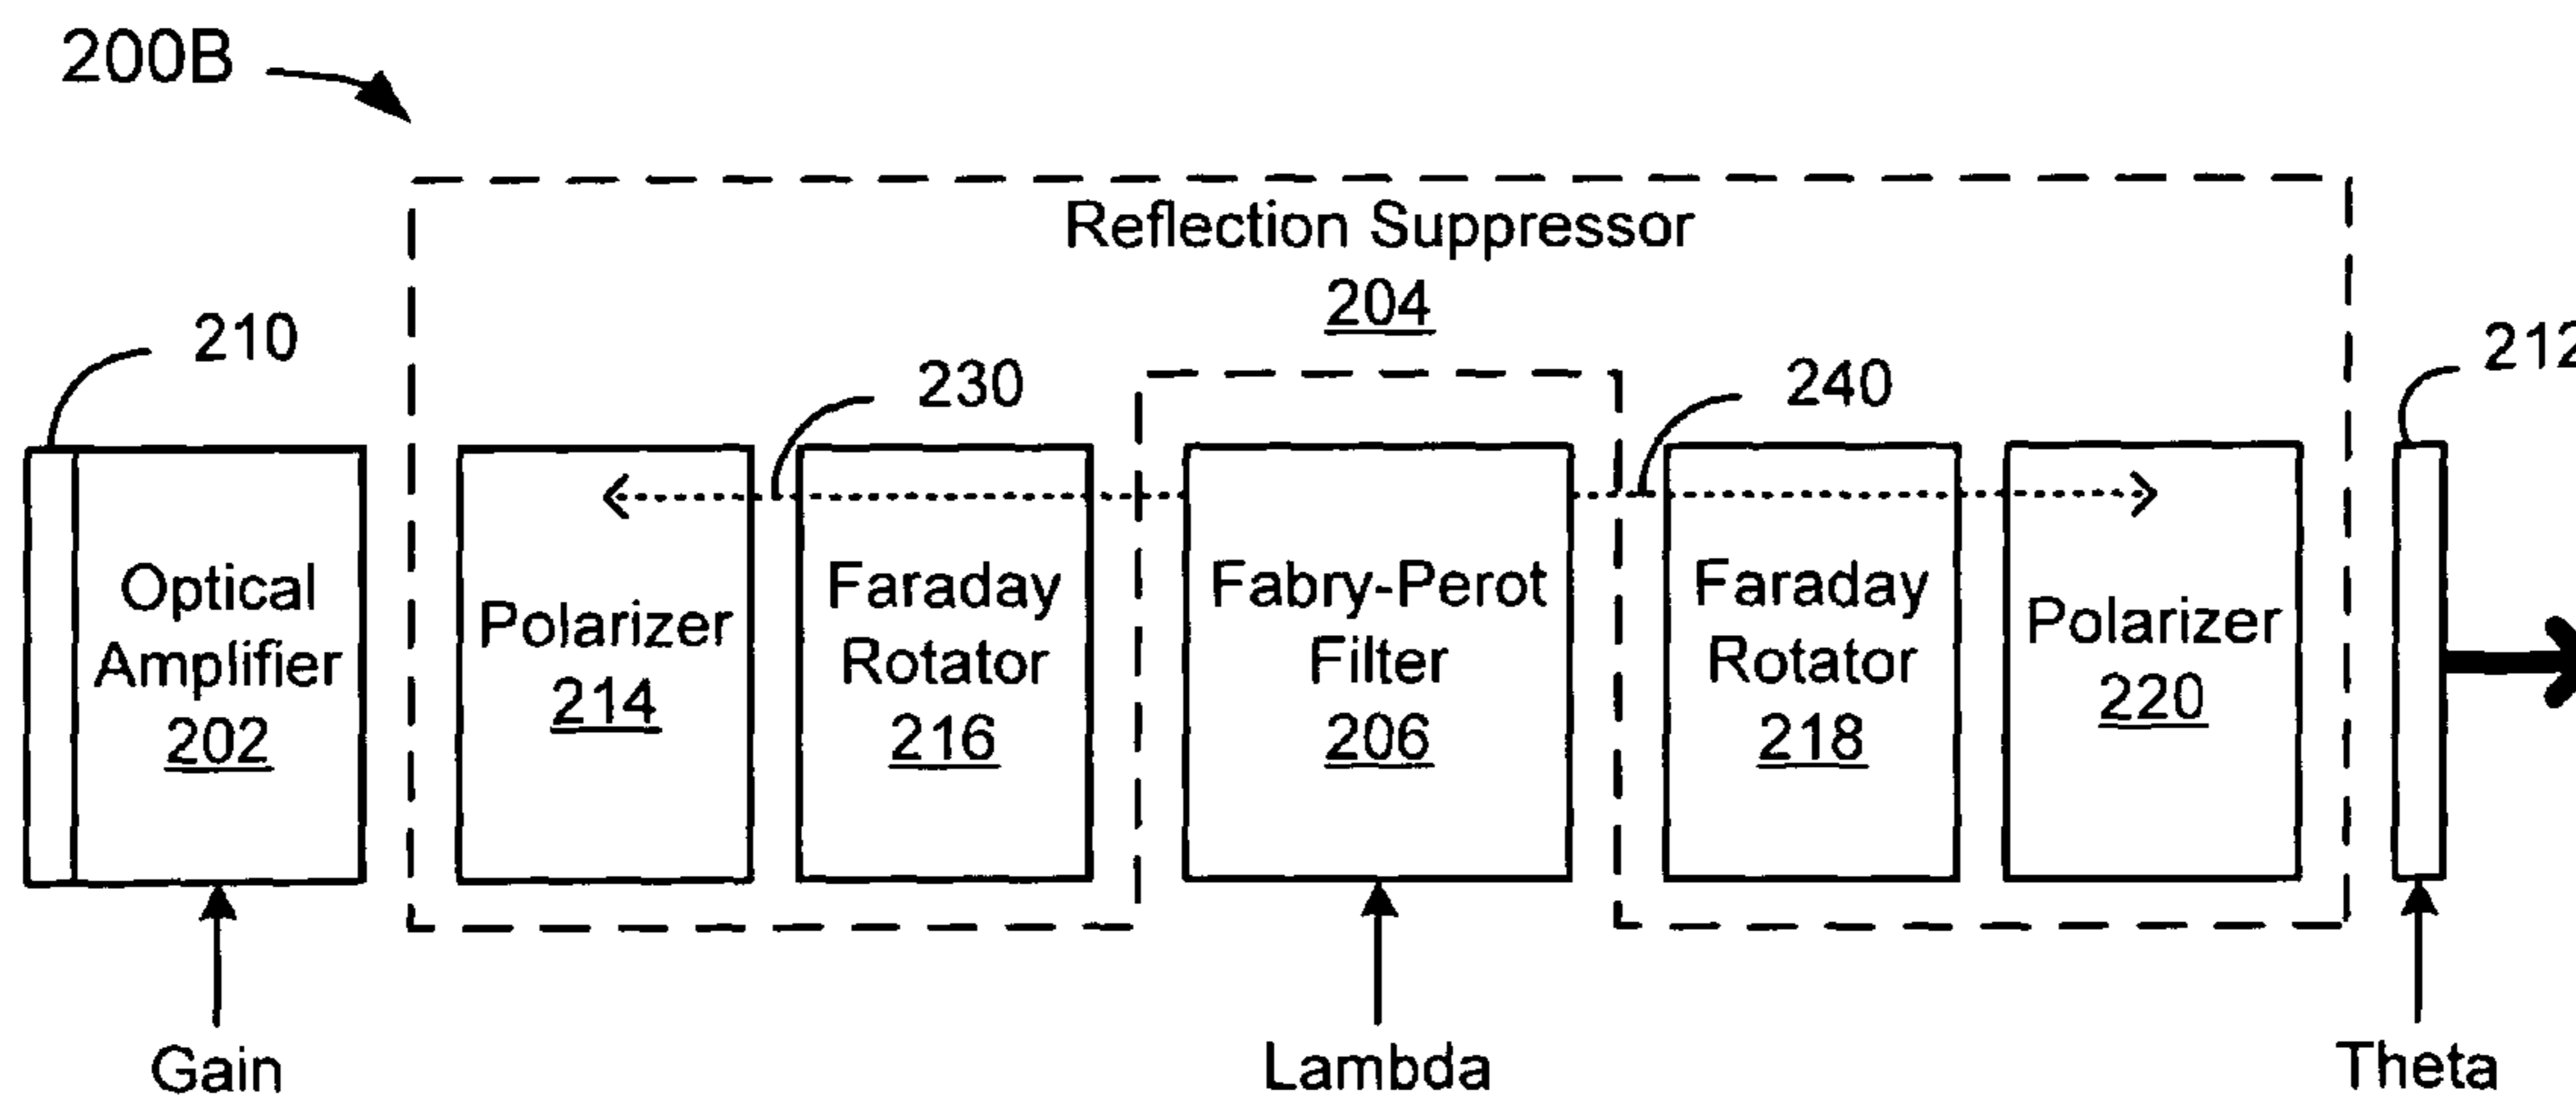 200B
Reflection Suppressor
204
210
230
240
Optical
Amplifier
202
Polarizer
214
Faraday
Rotator
216
Fabry-Perot
Filter
206
Faraday
Rotator
218
Polarizer
220
212
Gain
Lambda
Theta